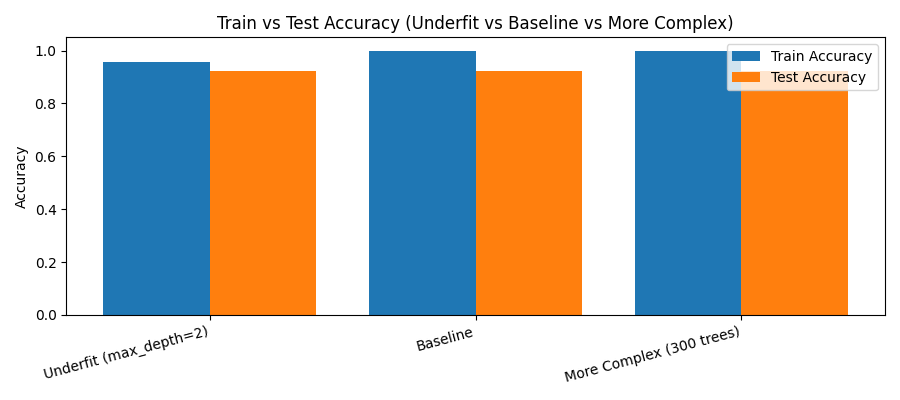 Train vs Test Accuracy (Underfit vs Baseline vs More Complex)
Train Accuracy
Test Accuracy
Accuracy
1.0
0.8
0.6
0.4
0.2
0.0
Underfit (max_depth=2)
Baseline
More Complex (300 trees)